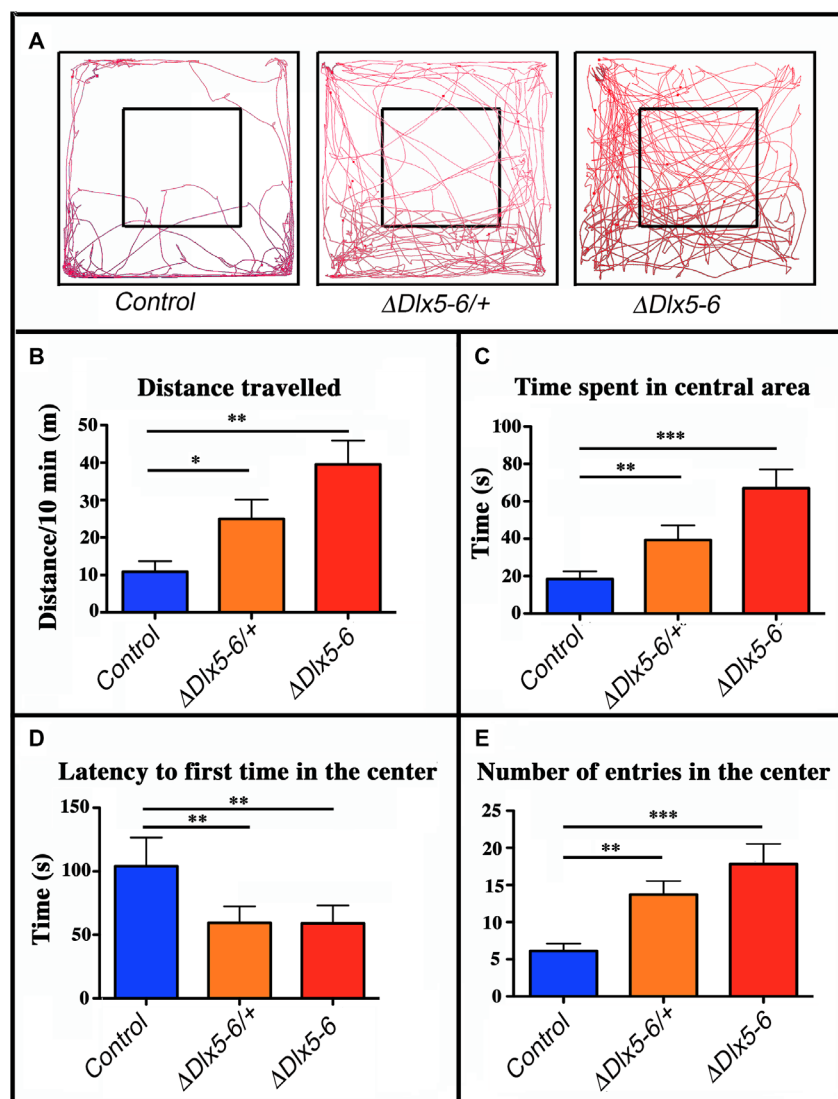 A
Control
ΔDlx5-6/+
ΔDlx5-6
B
Distance travelled
Distance/10 min (m)
50
40
30
20
10
0
*
**
Control
ΔDlx5-6/+
ΔDlx5-6
C
Time spent in central area
Time (s)
100
80
60
40
20
0
***
**
Control
ΔDlx5-6/+
ΔDlx5-6
D
Latency to first time in the center
Time (s)
150
100
50
0
**
**
Control
ΔDlx5-6/+
ΔDlx5-6
E
Number of entries in the center
25
20
15
10
5
0
***
**
Control
ΔDlx5-6/+
ΔDlx5-6